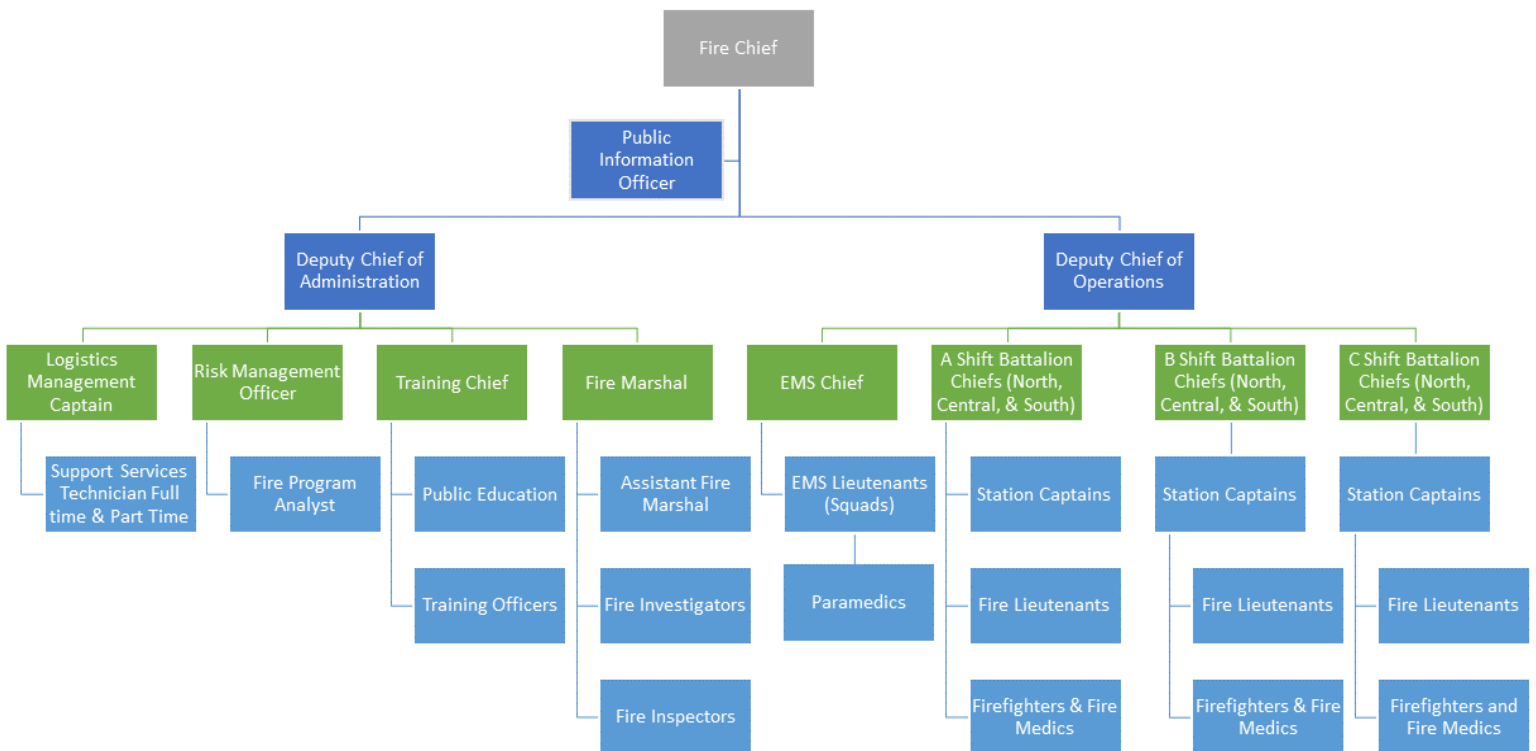 Fire Chief
Public
Information
Officer
Deputy Chief of
Administration
Deputy Chief of
Operations
Logistics
Management
Captain
Risk Management
Officer
Training Chief
Fire Marshal
EMS Chief
A Shift Battalion
Chiefs (North,
Central, & South)
B Shift Battalion
Chiefs (North,
Central, & South)
C Shift Battalion
Chiefs (North,
Central, & South)
Support Services
Technician Full
time & Part Time
Fire Program
Analyst
Public Education
Assistant Fire
Marshal
EMS Lieutenants
(Squads)
Station Captains
Station Captains
Station Captains
Training Officers
Fire Investigators
Paramedics
Fire Lieutenants
Fire Lieutenants
Fire Lieutenants
Fire Inspectors
Firefighters & Fire
Medics
Firefighters & Fire
Medics
Firefighters and
Fire Medics